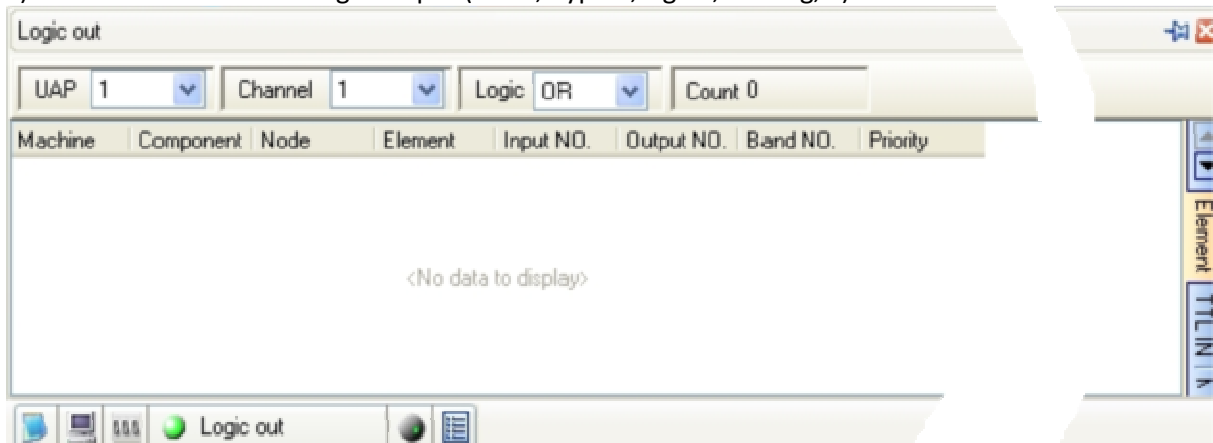 Logic out
UAP 1 Channel 1 Logic OR Count 0
Machine Component Node Element Input NO. Output NO. Band NO. Priority
<No data to display>
Element
TTL IN
Logic out